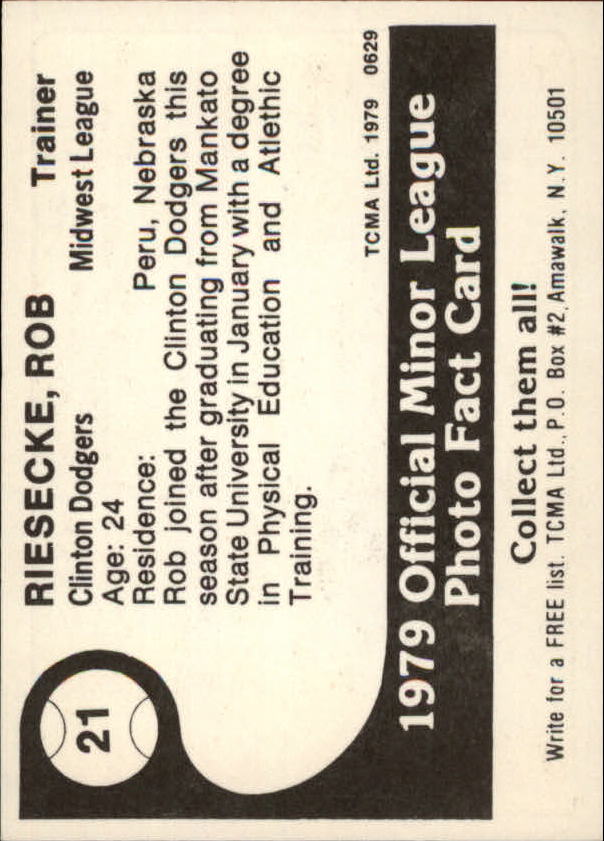 21
RIESECKE, ROB Trainer
Clinton Dodgers Midwest League
Age: 24
Residence: Peru, Nebraska
Rob joined the Clinton Dodgers this
season after graduating from Mankato
State University in January with a degree
in Physical Education and Atlethic
Training.
TCMA Ltd. 1979 0629
1979 Official Minor League
Photo Fact Card
Collect them all!
Write for a FREE list. TCMA Ltd., P.O. Box #2, Amawalk, N.Y. 10501